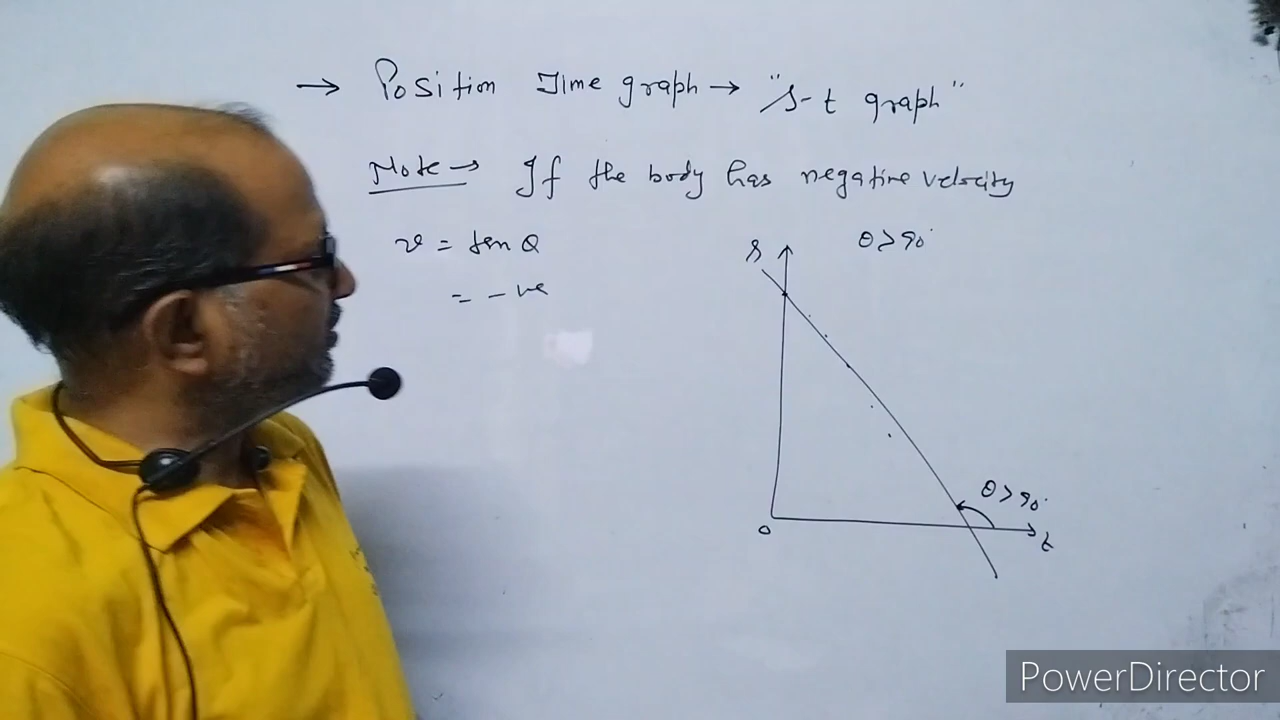 → Position Time graph → "s-t graph"
Note → If the body has negative velocity
v = tan θ
= -ve
θ > 90°
s
θ > 90°
o
t
PowerDirector